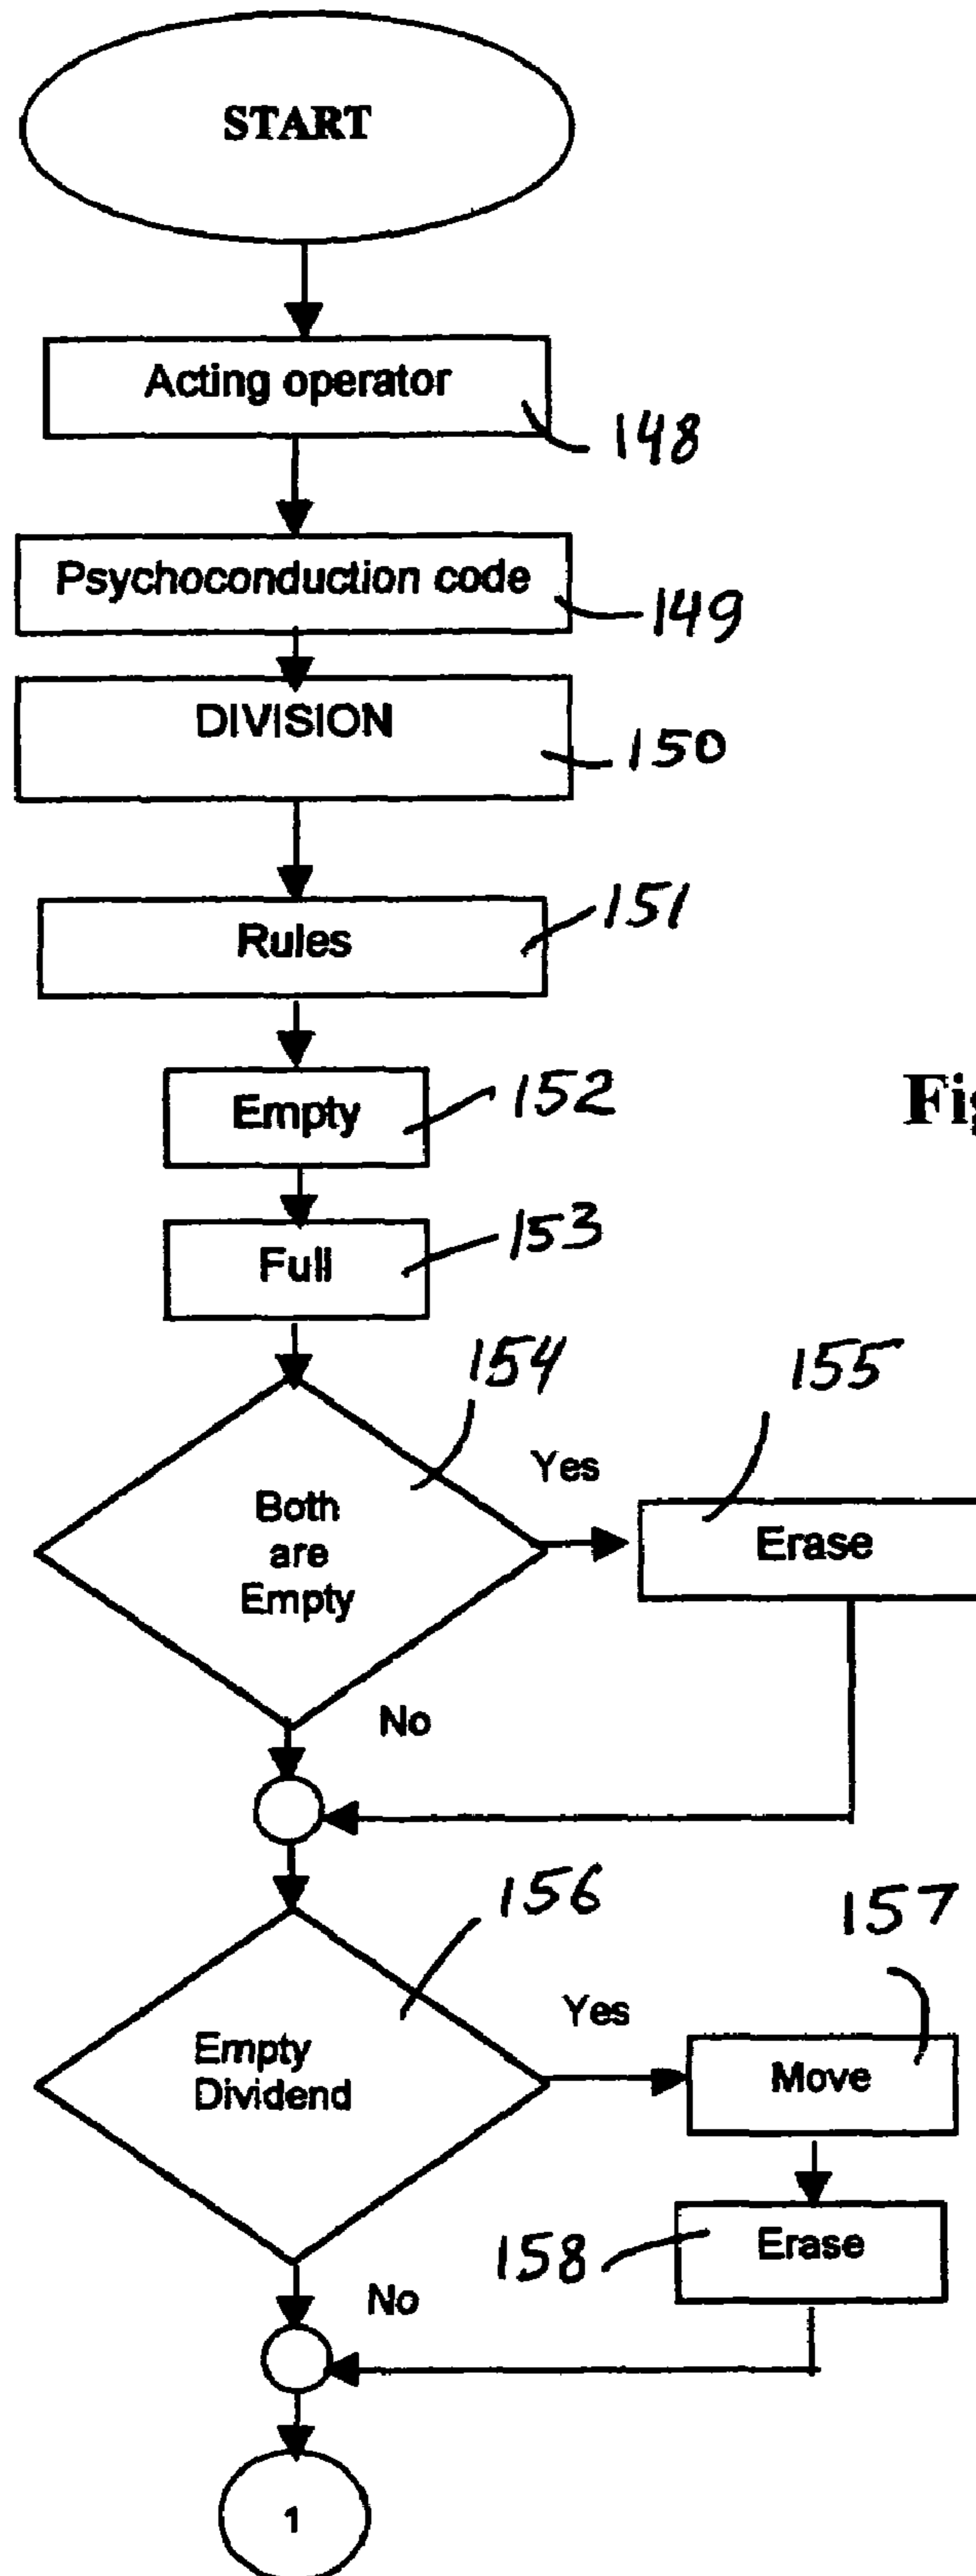 START
Acting operator
148
Psychoconduction code
149
DIVISION
150
151
Rules
Empty
152
Fig
Full
153
154
155
Yes
Both
are
Empty
Erase
No
156
157
Yes
Empty
Dividend
Move
158
Erase
No
1